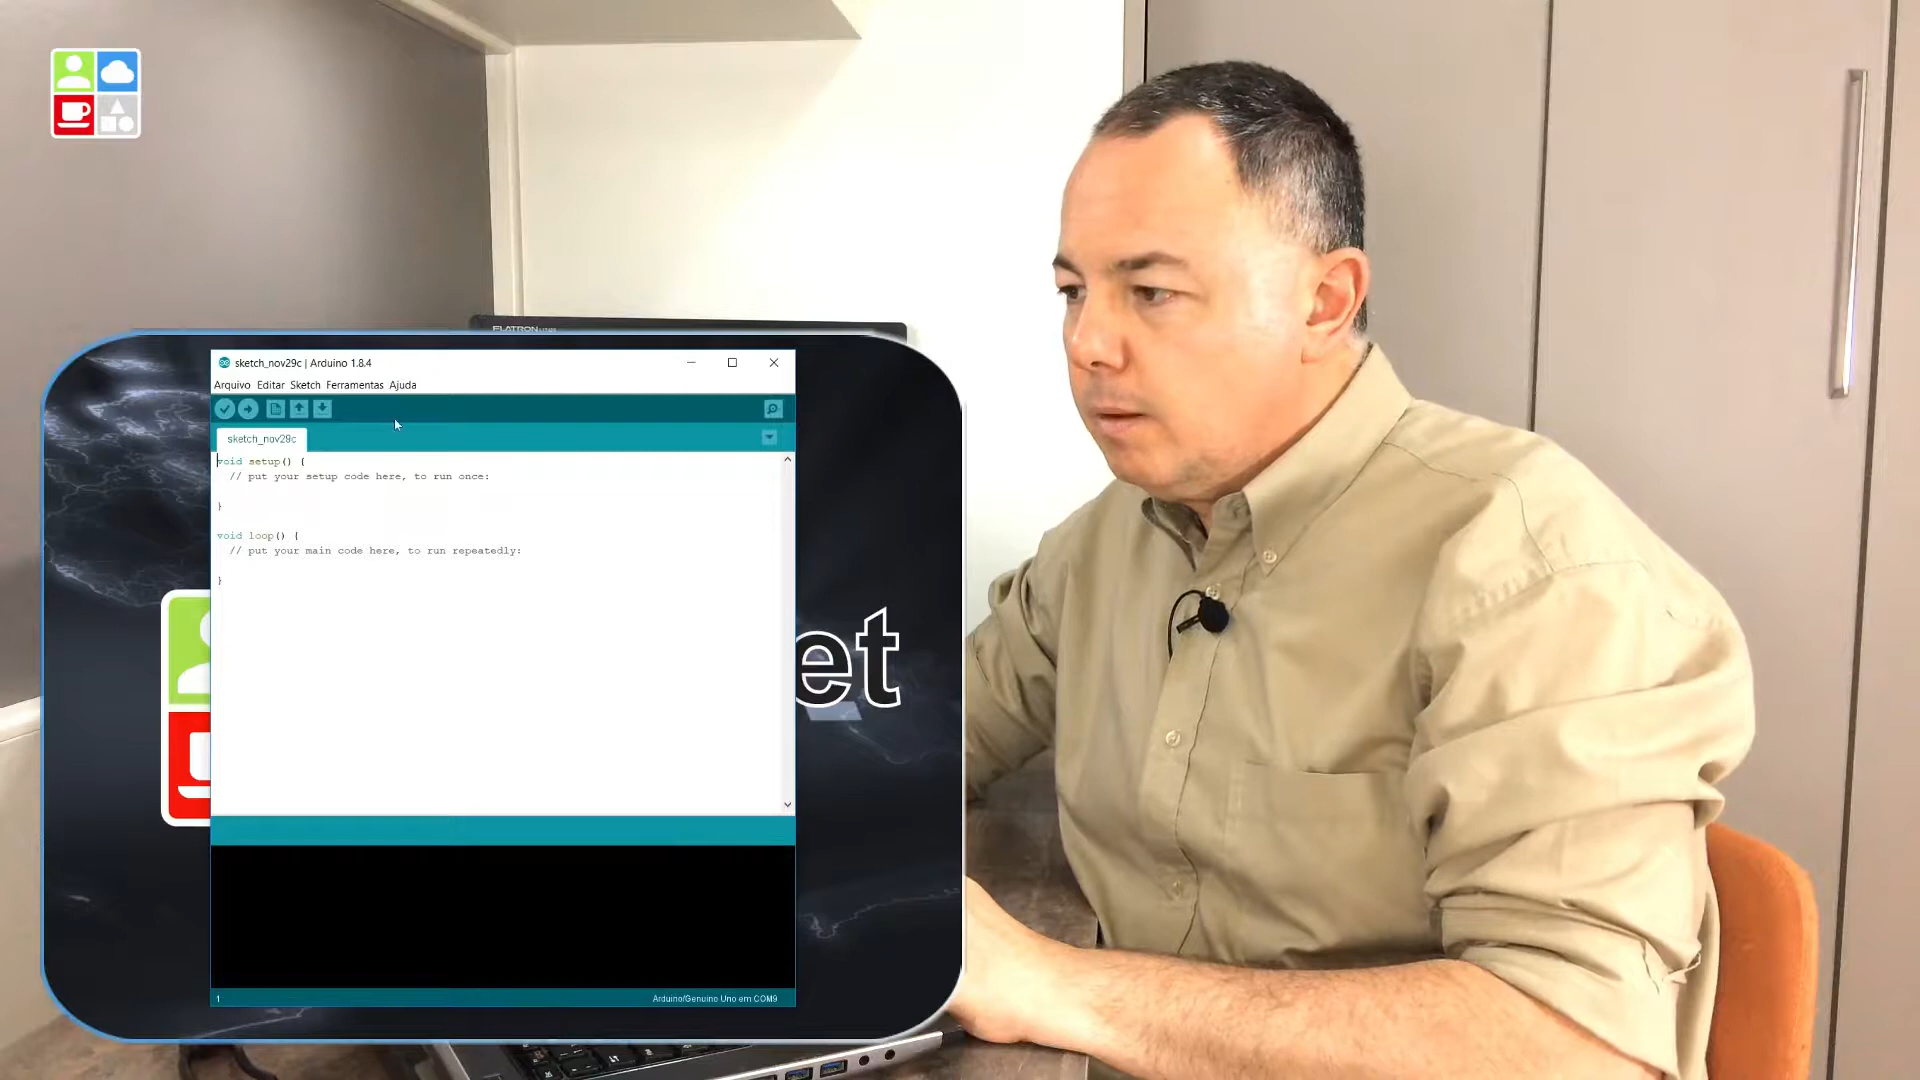 FLATRON
sketch_nov29c | Arduino 1.8.4
Arquivo Editar Sketch Ferramentas Ajuda
sketch_nov29c
void setup() {
// put your setup code here, to run once:
}
void loop() {
// put your main code here, to run repeatedly:
}
et
1
Arduino/Genuino Uno em COM9